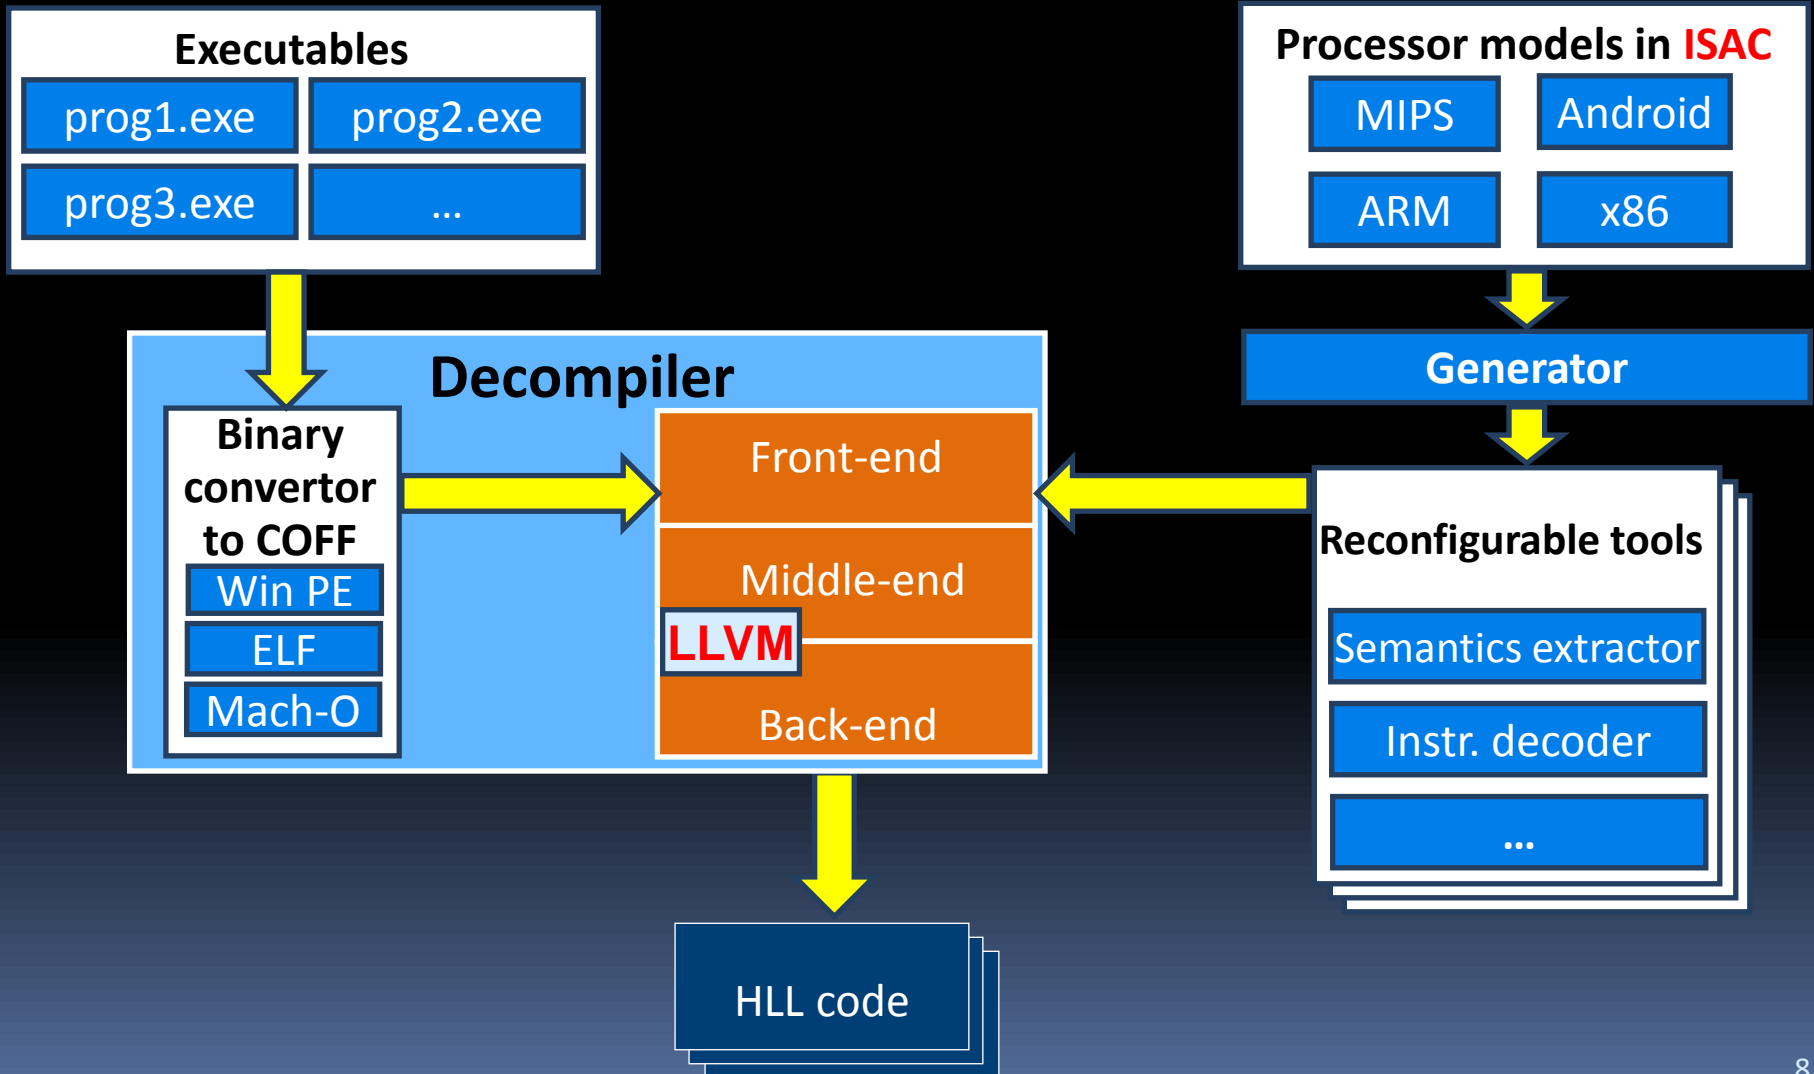 Executables
prog1.exe
prog2.exe
prog3.exe
...
Processor models in ISAC
MIPS
Android
ARM
x86
Generator
Decompiler
Binary
convertor
to COFF
Win PE
ELF
Mach-O
Front-end
Middle-end
LLVM
Back-end
Reconfigurable tools
Semantics extractor
Instr. decoder
...
HLL code
8